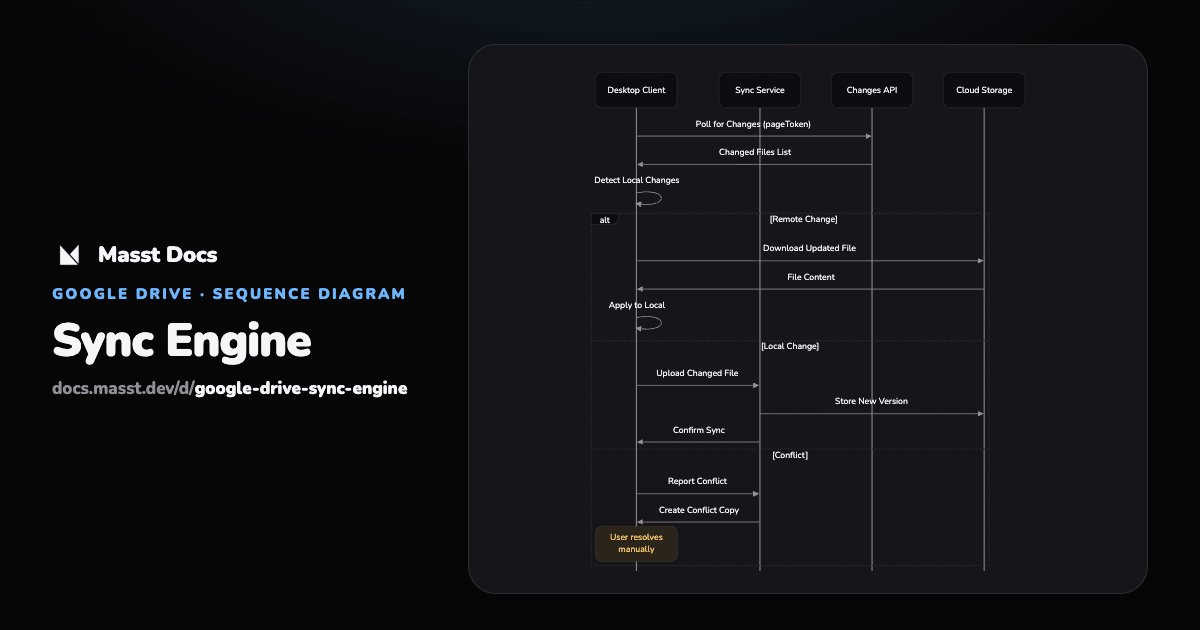 Masst Docs
GOOGLE DRIVE · SEQUENCE DIAGRAM
Sync Engine
docs.masst.dev/d/google-drive-sync-engine
Desktop Client
Sync Service
Changes API
Cloud Storage
Poll for Changes (pageToken)
Changed Files List
Detect Local Changes
alt
[Remote Change]
Download Updated File
File Content
Apply to Local
[Local Change]
Upload Changed File
Store New Version
Confirm Sync
[Conflict]
Report Conflict
Create Conflict Copy
User resolves
manually